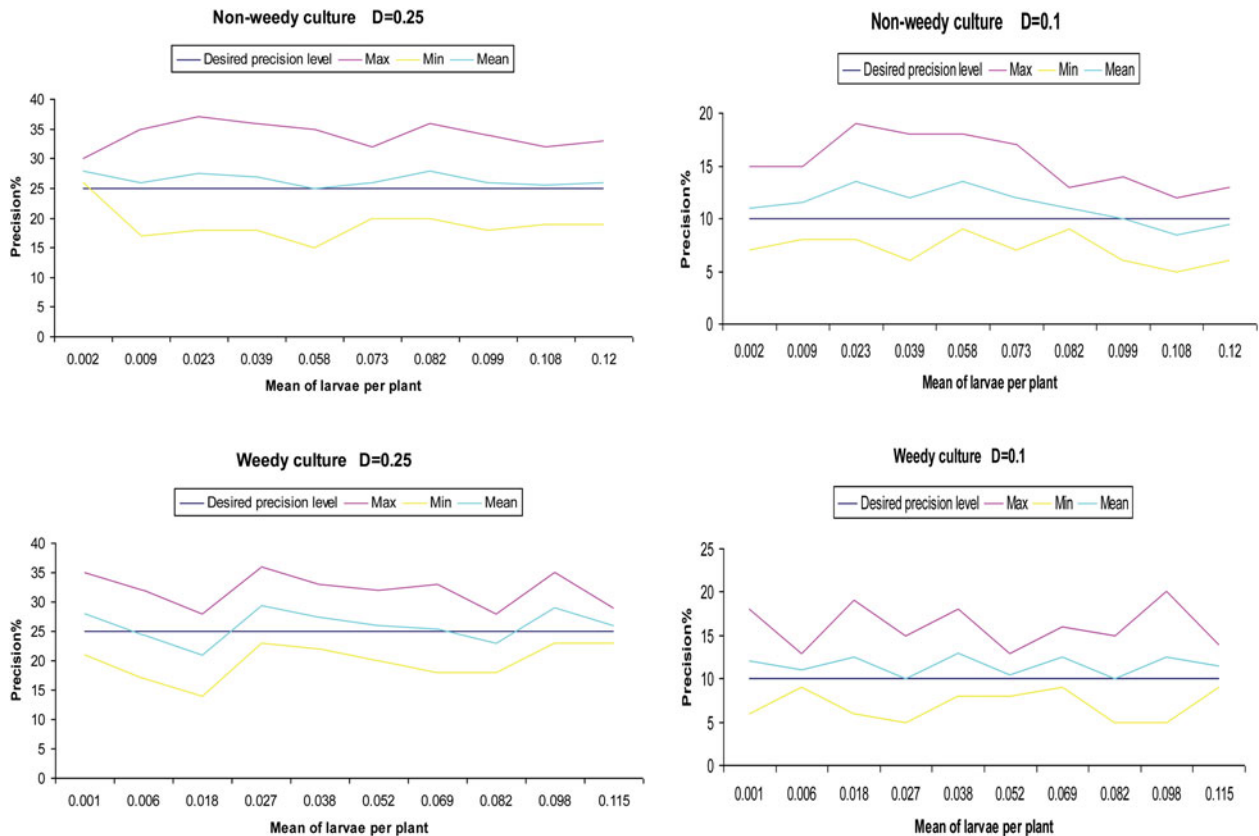 Non-weedy culture D=0.25
Desired precision level Max Min Mean
Precision%
40
35
30
25
20
15
10
5
0
0.002 0.009 0.023 0.039 0.058 0.073 0.082 0.099 0.108 0.12
Mean of larvae per plant
Non-weedy culture D=0.1
Desired precision level Max Min Mean
Precision%
20
15
10
5
0
0.002 0.009 0.023 0.039 0.058 0.073 0.082 0.099 0.108 0.12
Mean of larvae per plant
Weedy culture D=0.25
Desired precision level Max Min Mean
Precision%
40
35
30
25
20
15
10
5
0
0.001 0.006 0.018 0.027 0.038 0.052 0.069 0.082 0.098 0.115
Mean of larvae per plant
Weedy culture D=0.1
Desired precision level Max Min Mean
Precision%
25
20
15
10
5
0
0.001 0.006 0.018 0.027 0.038 0.052 0.069 0.082 0.098 0.115
Mean of larvae per plant